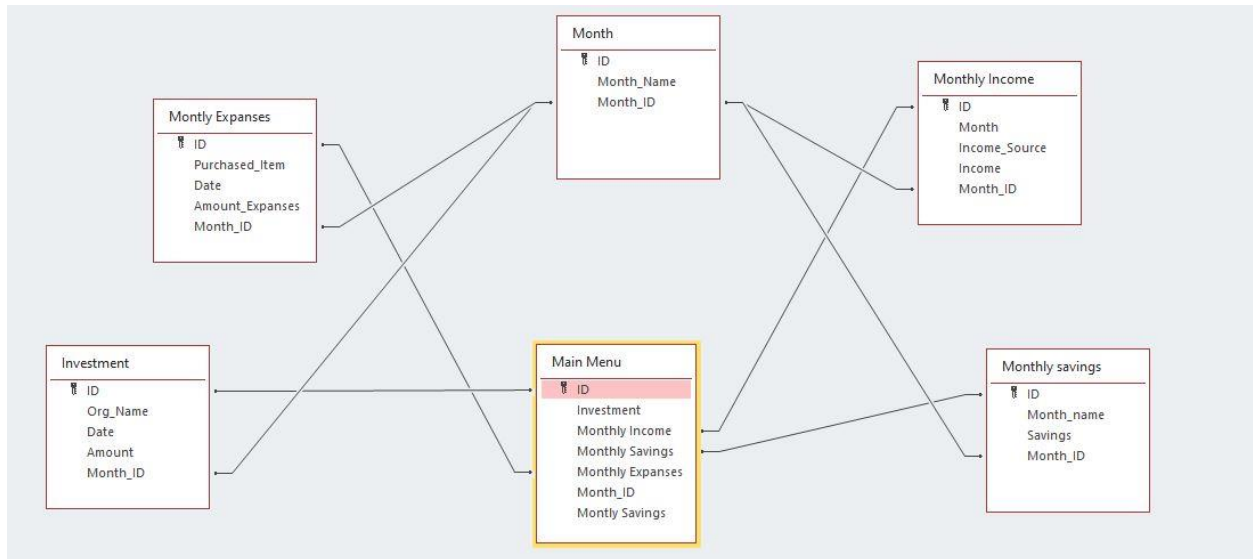 Month
ID
Month_Name
Month_ID
Monthly Income
ID
Month
Income_Source
Income
Month_ID
Montly Expanses
ID
Purchased_Item
Date
Amount_Expanses
Month_ID
Investment
ID
Org_Name
Date
Amount
Month_ID
Main Menu
ID
Investment
Monthly Income
Monthly Savings
Monthly Expanses
Month_ID
Montly Savings
Monthly savings
ID
Month_name
Savings
Month_ID